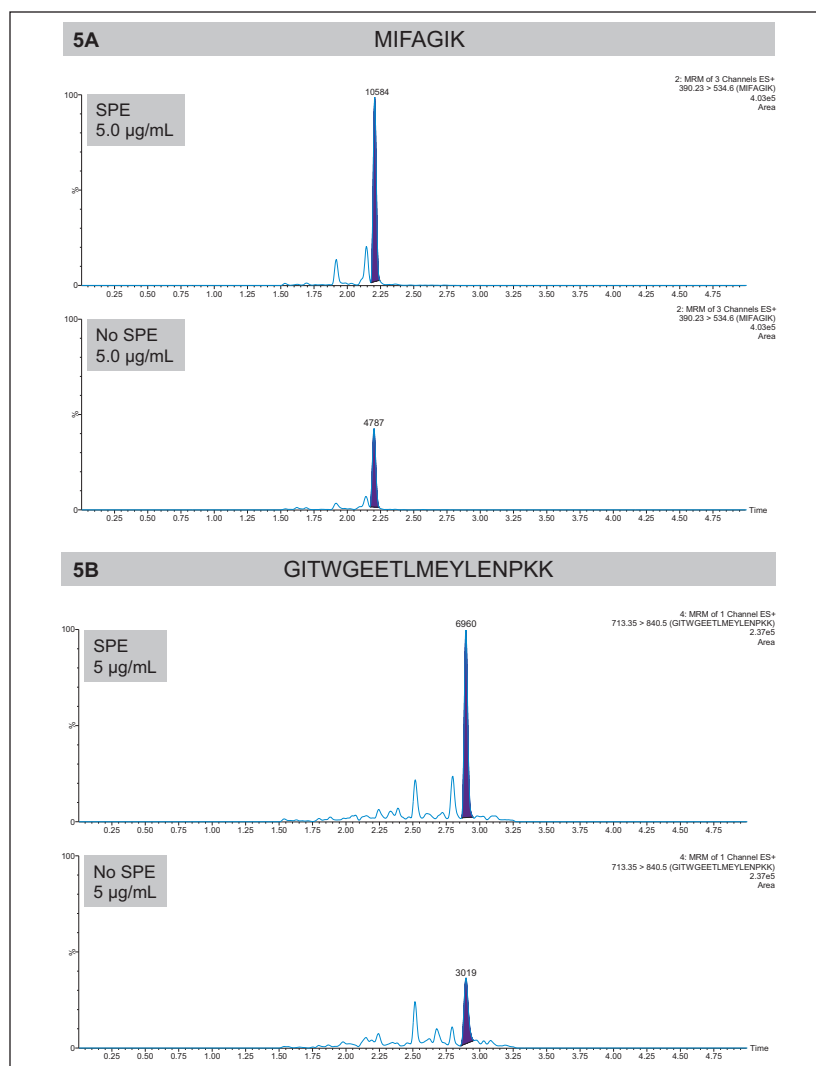 5A MIFAGIK
SPE
5.0 µg/mL
2: MRM of 3 Channels ES+
390.23 > 534.6 (MIFAGIK)
4.03e5
Area
10584
100
%
0
0.25 0.50 0.75 1.00 1.25 1.50 1.75 2.00 2.25 2.50 2.75 3.00 3.25 3.50 3.75 4.00 4.25 4.50 4.75
No SPE
5.0 µg/mL
2: MRM of 3 Channels ES+
390.23 > 534.6 (MIFAGIK)
4.03e5
Area
4787
100
%
0
0.25 0.50 0.75 1.00 1.25 1.50 1.75 2.00 2.25 2.50 2.75 3.00 3.25 3.50 3.75 4.00 4.25 4.50 4.75 Time
5B GITWGEETLMEYLENPKK
SPE
5 µg/mL
4: MRM of 1 Channel ES+
713.35 > 840.5 (GITWGEETLMEYLENPKK)
2.37e5
Area
6960
100
%
0
0.25 0.50 0.75 1.00 1.25 1.50 1.75 2.00 2.25 2.50 2.75 3.00 3.25 3.50 3.75 4.00 4.25 4.50 4.75
No SPE
5 µg/mL
4: MRM of 1 Channel ES+
713.35 > 840.5 (GITWGEETLMEYLENPKK)
2.37e5
Area
3019
100
%
0
0.25 0.50 0.75 1.00 1.25 1.50 1.75 2.00 2.25 2.50 2.75 3.00 3.25 3.50 3.75 4.00 4.25 4.50 4.75 Time